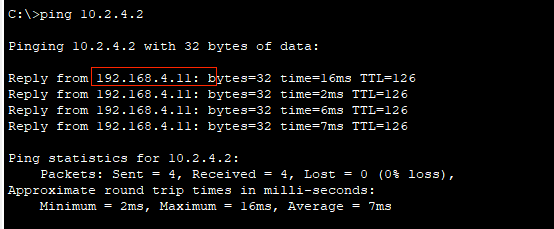 C:\>ping 10.2.4.2
Pinging 10.2.4.2 with 32 bytes of data:
Reply from 192.168.4.11: bytes=32 time=16ms TTL=126
Reply from 192.168.4.11: bytes=32 time=2ms TTL=126
Reply from 192.168.4.11: bytes=32 time=6ms TTL=126
Reply from 192.168.4.11: bytes=32 time=7ms TTL=126
Ping statistics for 10.2.4.2:
Packets: Sent = 4, Received = 4, Lost = 0 (0% loss),
Approximate round trip times in milli-seconds:
Minimum = 2ms, Maximum = 16ms, Average = 7ms